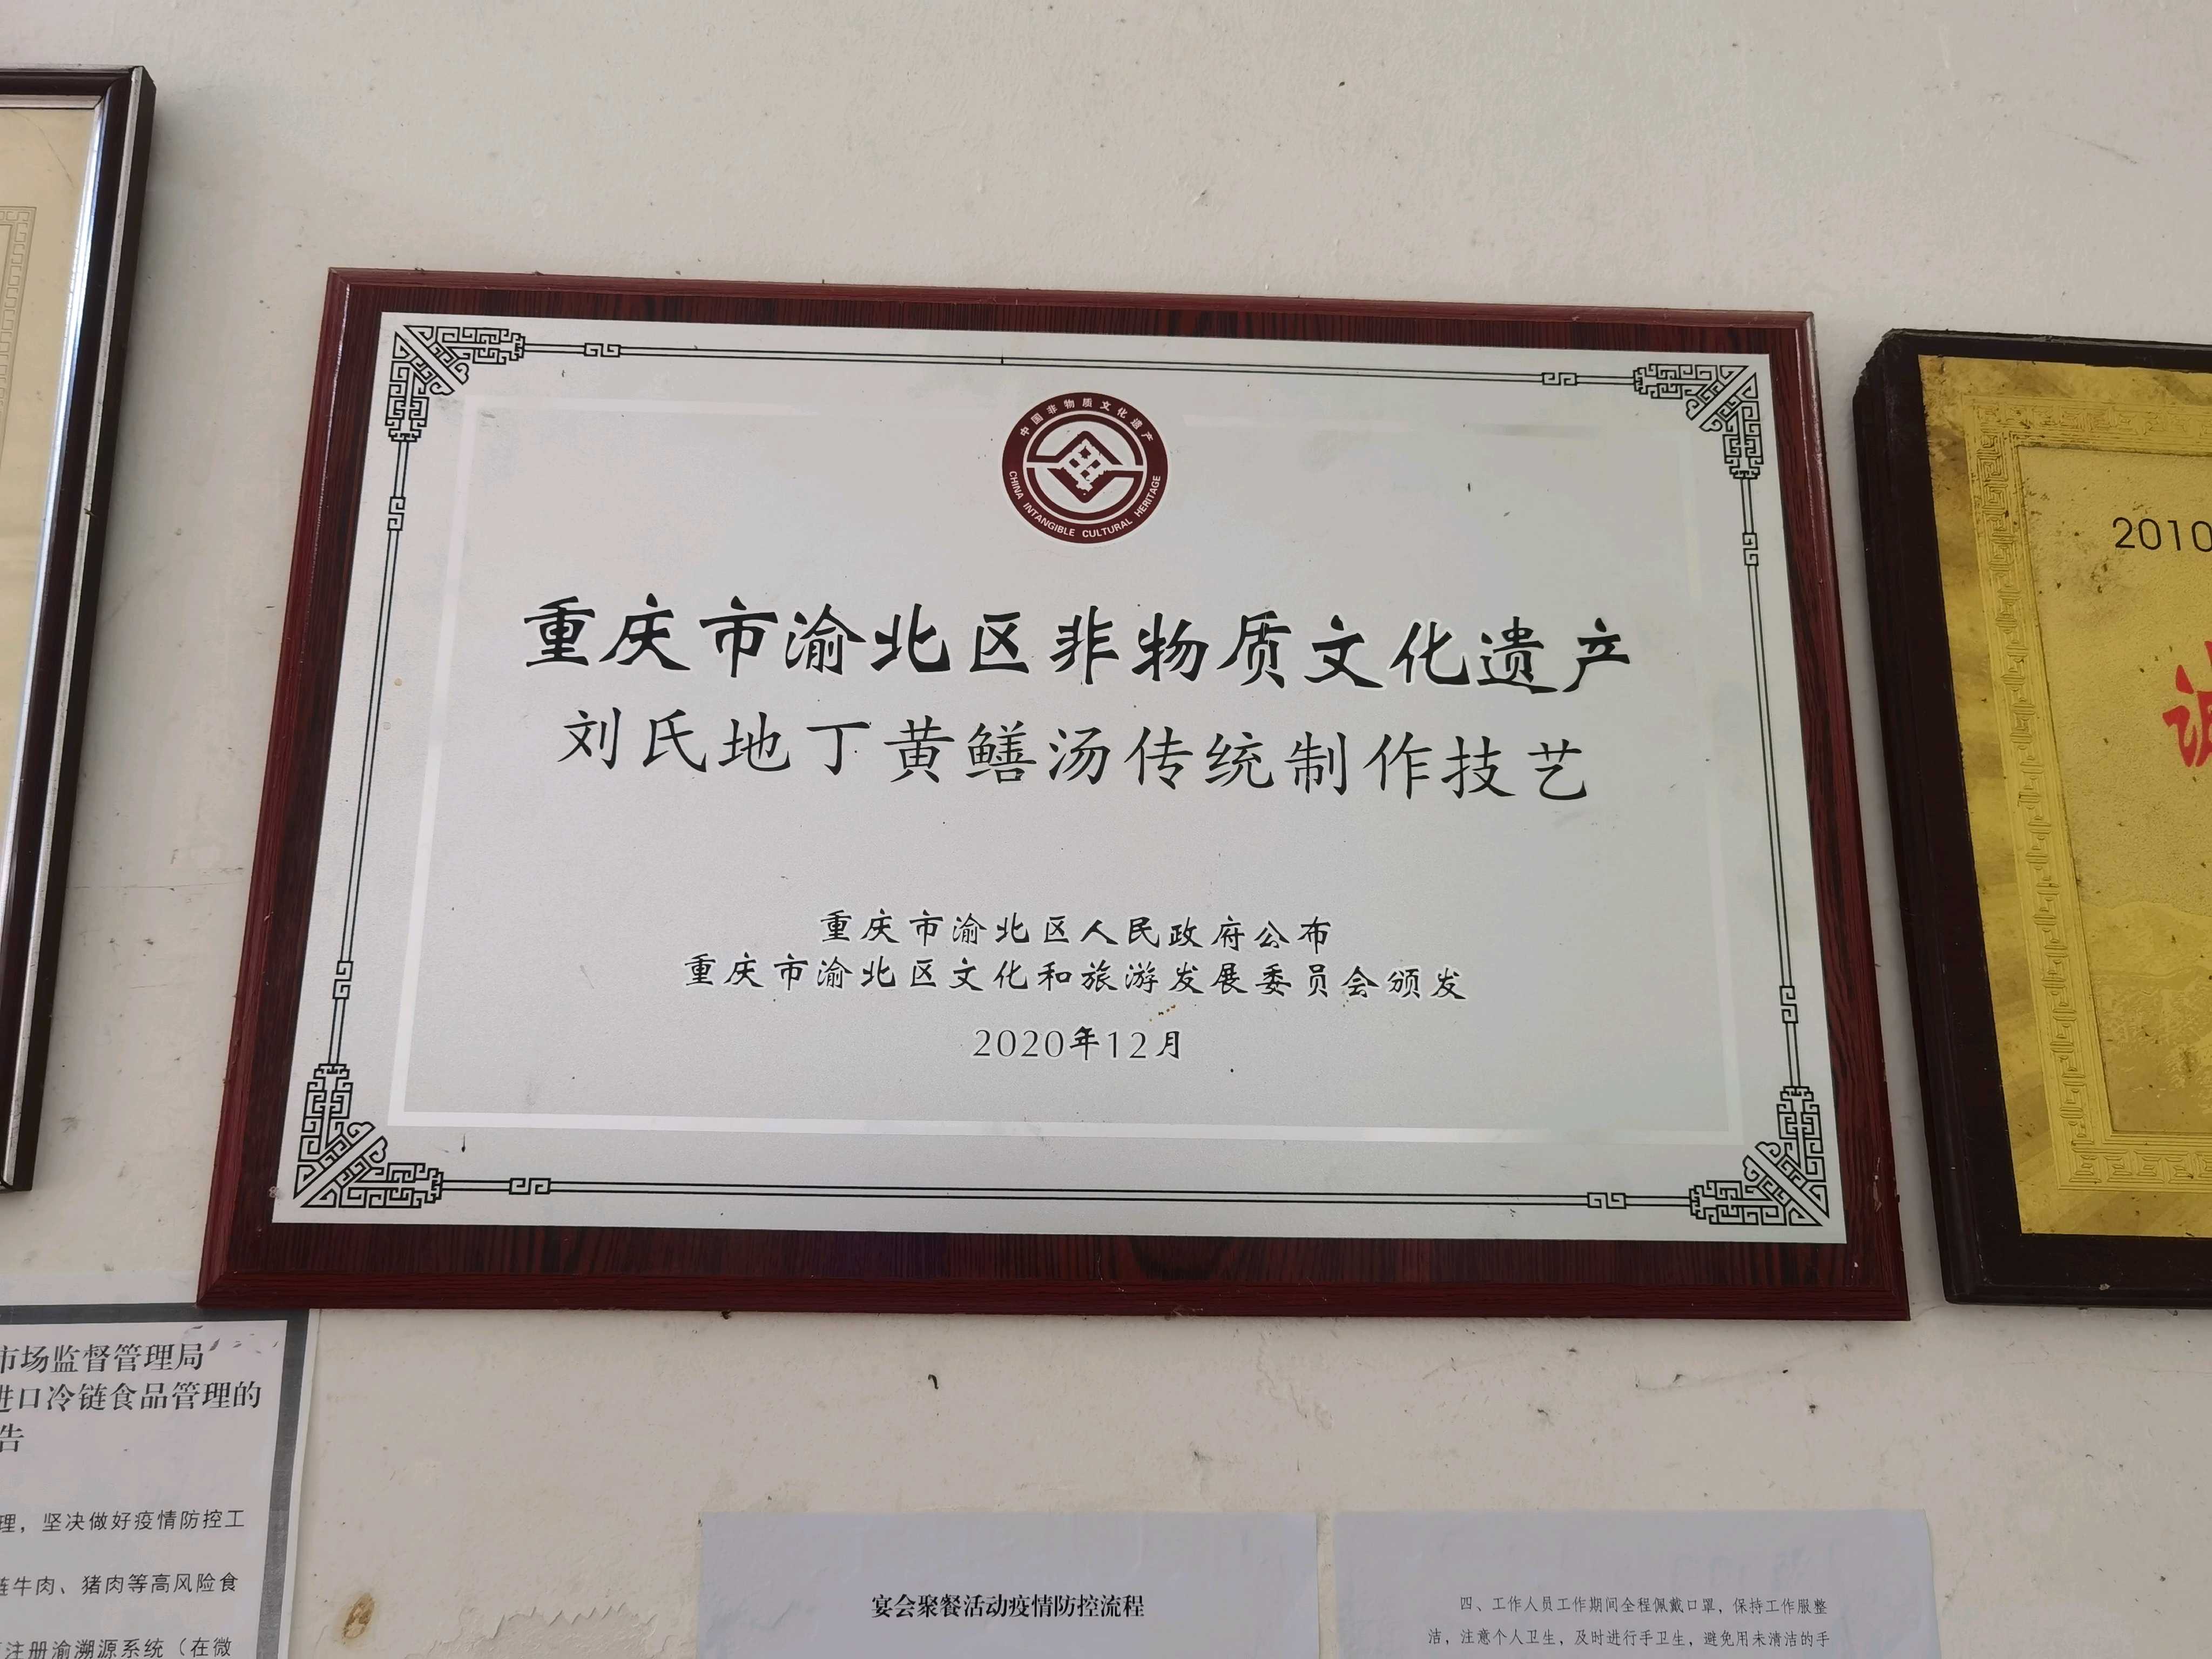 中国非物质文化遗产
CHINA INTANGIBLE CULTURAL HERITAGE
重庆市渝北区非物质文化遗产
刘氏地丁黄鳝汤传统制作技艺
重庆市渝北区人民政府公布
重庆市渝北区文化和旅游发展委员会颁发
2020年12月
2010
市场监督管理局
进口冷链食品管理的
告
理，坚决做好疫情防控工
牛肉、猪肉等高风险食
注册渝溯源系统（在微
宴会聚餐活动疫情防控流程
四、工作人员工作期间全程佩戴口罩，保持工作服整
洁，注意个人卫生，及时进行手卫生，避免用未清洁的手